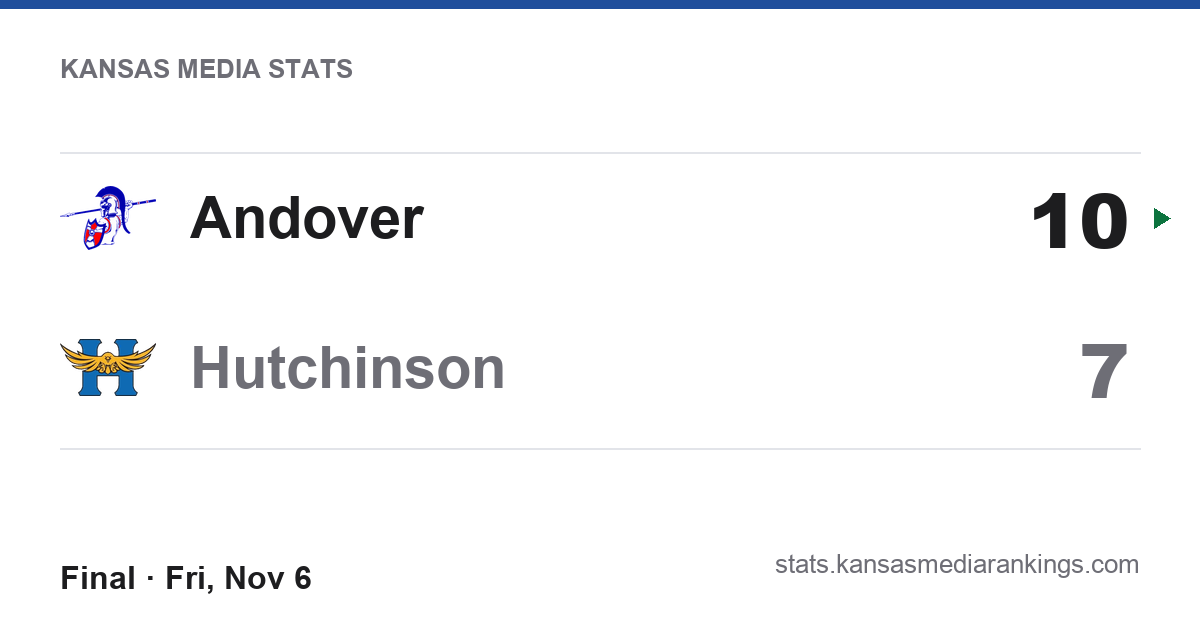 KANSAS MEDIA STATS
Andover 10
H Hutchinson 7
Final · Fri, Nov 6
stats.kansasmediarankings.com